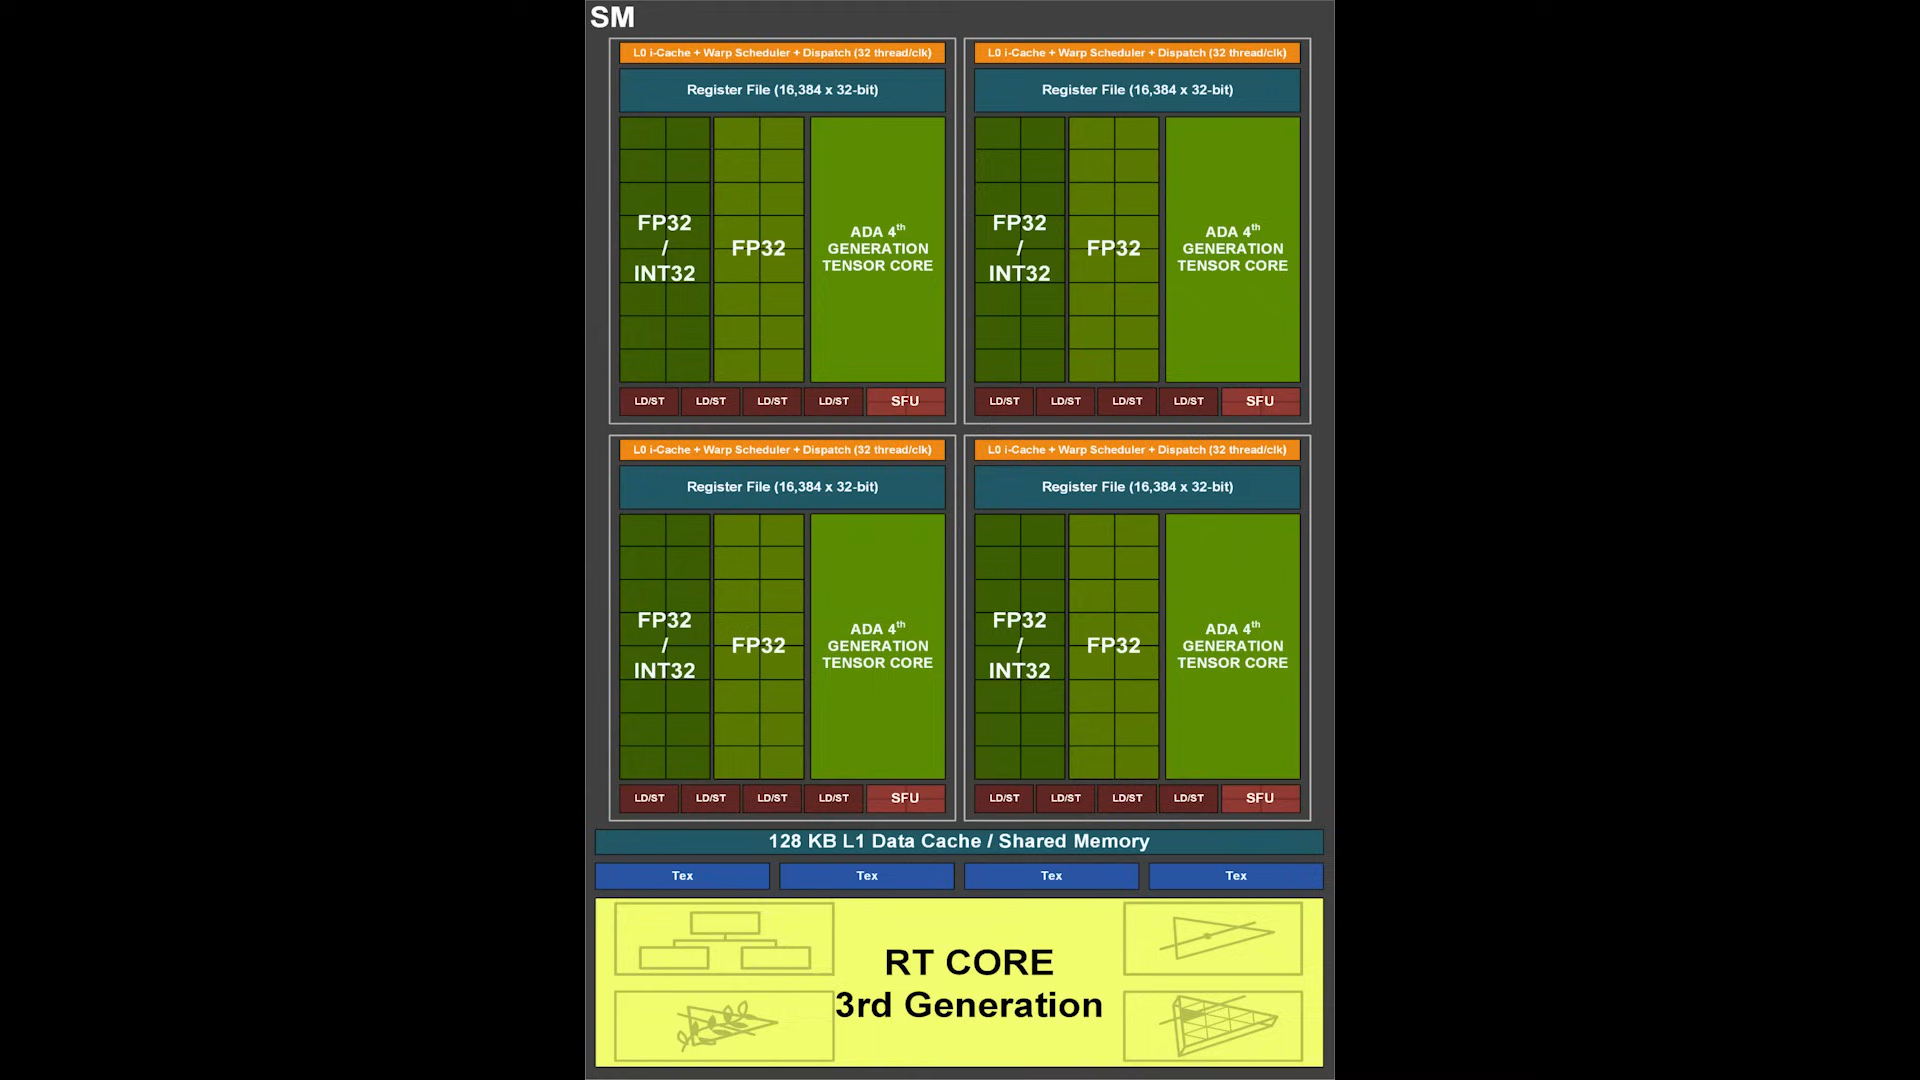 SM
L0 i-Cache + Warp Scheduler + Dispatch (32 thread/clk)
Register File (16,384 x 32-bit)
FP32
/
INT32
FP32
ADA 4th
GENERATION
TENSOR CORE
LD/ST LD/ST LD/ST LD/ST SFU
L0 i-Cache + Warp Scheduler + Dispatch (32 thread/clk)
Register File (16,384 x 32-bit)
FP32
/
INT32
FP32
ADA 4th
GENERATION
TENSOR CORE
LD/ST LD/ST LD/ST LD/ST SFU
L0 i-Cache + Warp Scheduler + Dispatch (32 thread/clk)
Register File (16,384 x 32-bit)
FP32
/
INT32
FP32
ADA 4th
GENERATION
TENSOR CORE
LD/ST LD/ST LD/ST LD/ST SFU
L0 i-Cache + Warp Scheduler + Dispatch (32 thread/clk)
Register File (16,384 x 32-bit)
FP32
/
INT32
FP32
ADA 4th
GENERATION
TENSOR CORE
LD/ST LD/ST LD/ST LD/ST SFU
128 KB L1 Data Cache / Shared Memory
Tex Tex Tex Tex
RT CORE
3rd Generation